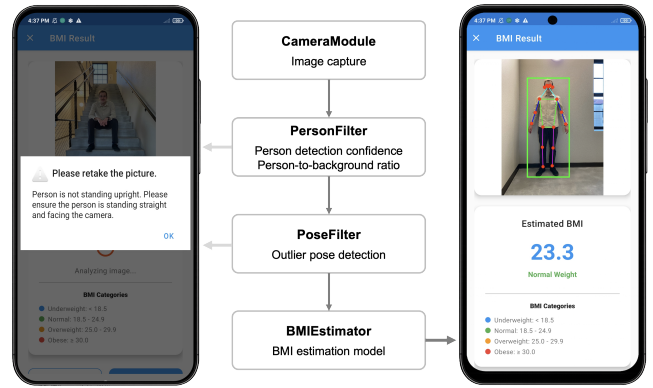 4:37 PM
BMI Result
Please retake the picture.
Person is not standing upright. Please
ensure the person is standing straight
and facing the camera.
OK
Analyzing image...
BMI Categories
Underweight: < 18.5
Normal: 18.5 - 24.9
Overweight: 25.0 - 29.9
Obese: ≥ 30.0
CameraModule
Image capture
PersonFilter
Person detection confidence
Person-to-background ratio
PoseFilter
Outlier pose detection
BMIEstimator
BMI estimation model
4:37 PM
BMI Result
Estimated BMI
23.3
Normal Weight
BMI Categories
Underweight: < 18.5
Normal: 18.5 - 24.9
Overweight: 25.0 - 29.9
Obese: ≥ 30.0